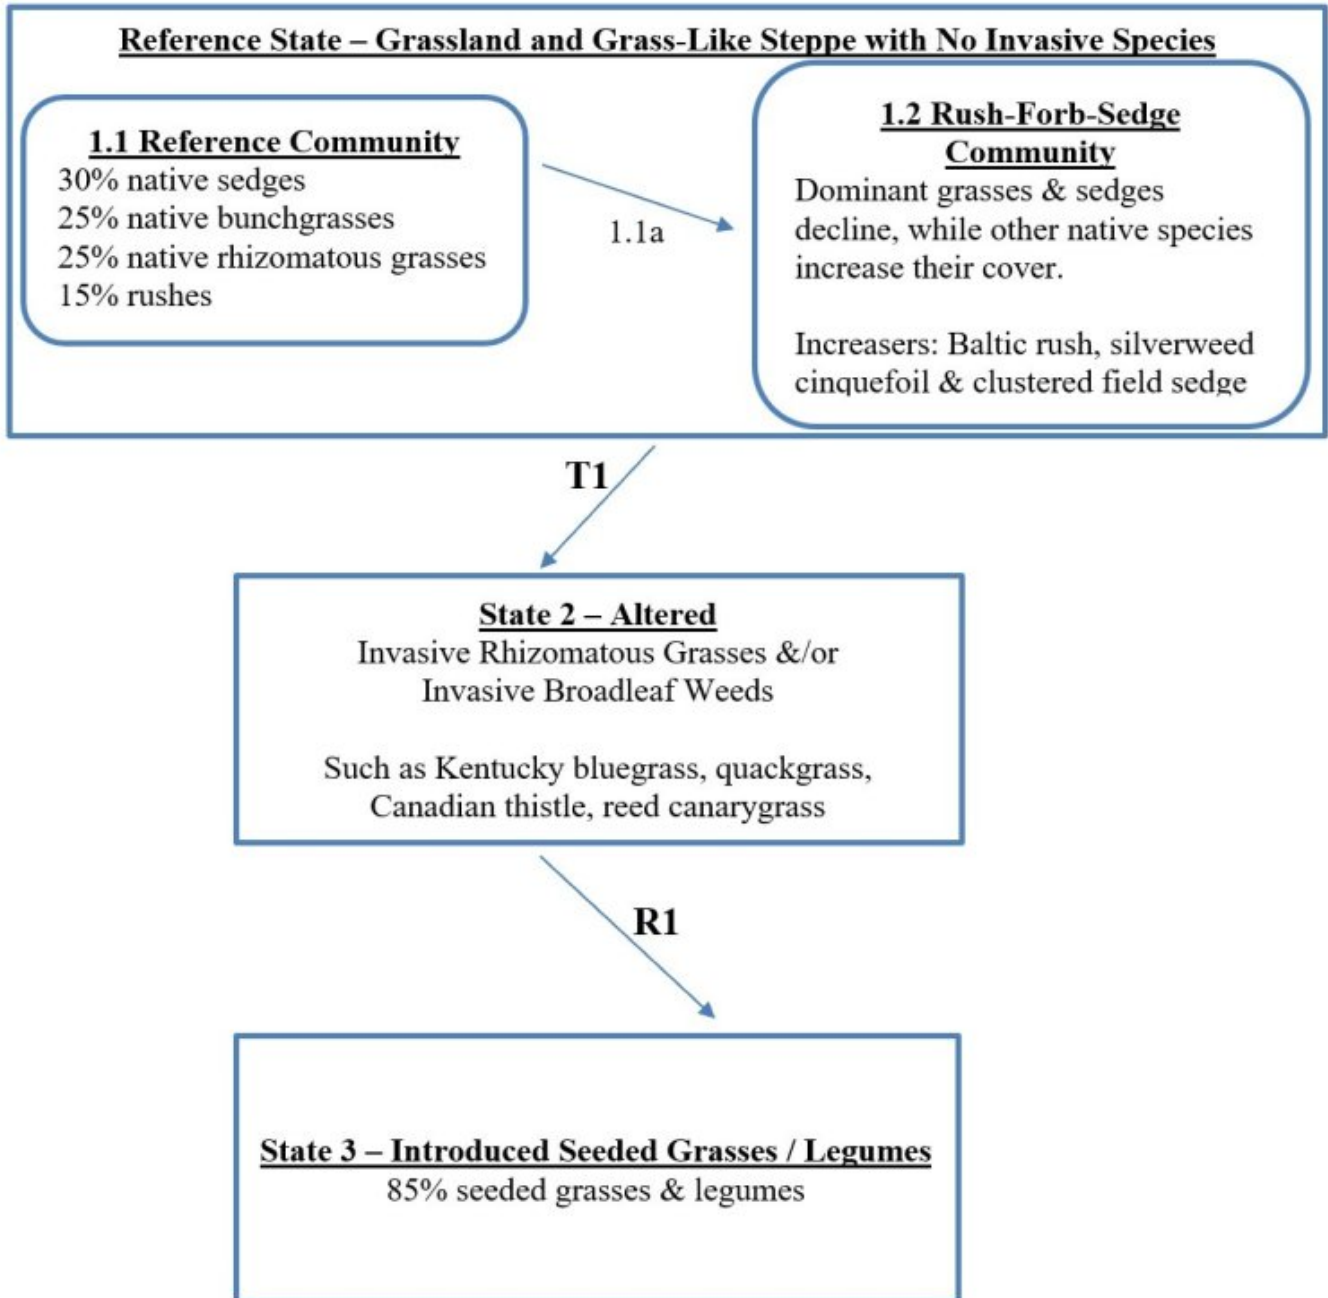 Reference State – Grassland and Grass-Like Steppe with No Invasive Species
1.1 Reference Community
30% native sedges
25% native bunchgrasses
25% native rhizomatous grasses
15% rushes
1.1a
1.2 Rush-Forb-Sedge
Community
Dominant grasses & sedges
decline, while other native species
increase their cover.
Increasers: Baltic rush, silverweed
cinquefoil & clustered field sedge
T1
State 2 – Altered
Invasive Rhizomatous Grasses &/or
Invasive Broadleaf Weeds
Such as Kentucky bluegrass, quackgrass,
Canadian thistle, reed canarygrass
R1
State 3 – Introduced Seeded Grasses / Legumes
85% seeded grasses & legumes